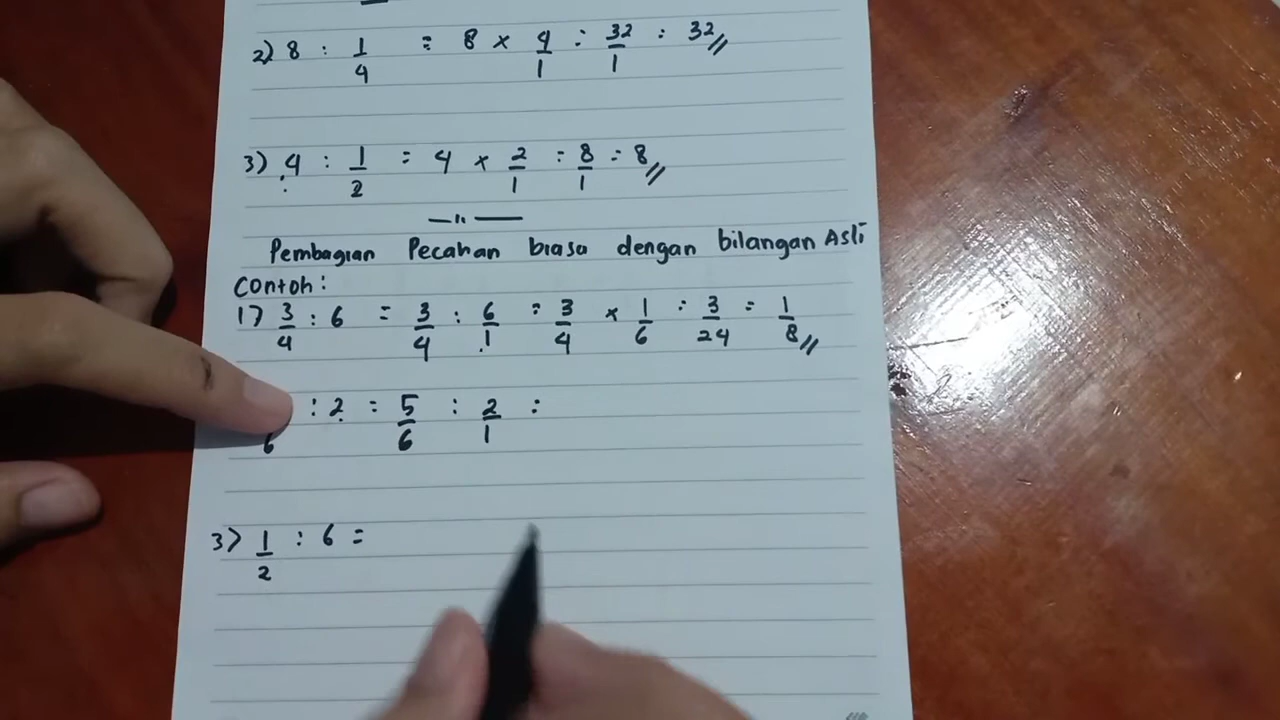 2) 8 : 1/4 = 8 × 4/1 = 32/1 = 32//
3) 4 : 1/2 = 4 × 2/1 = 8/1 = 8//
Pembagian Pecahan biasa dengan bilangan Asli
Contoh:
1) 3/4 : 6 = 3/4 : 6/1 = 3/4 × 1/6 = 3/24 = 1/8//
6 : 2 = 5/6 : 2/1 =
3) 1/2 : 6 =